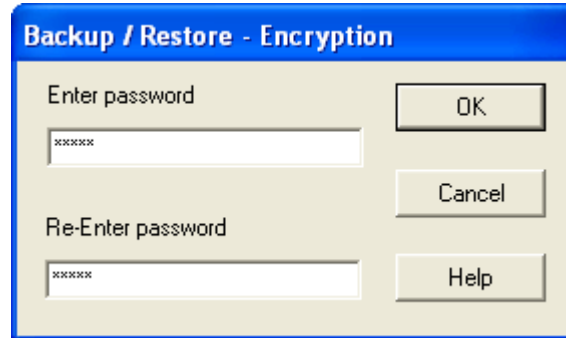 Backup / Restore - Encryption
Enter password
OK
*****
Cancel
Re-Enter password
*****
Help